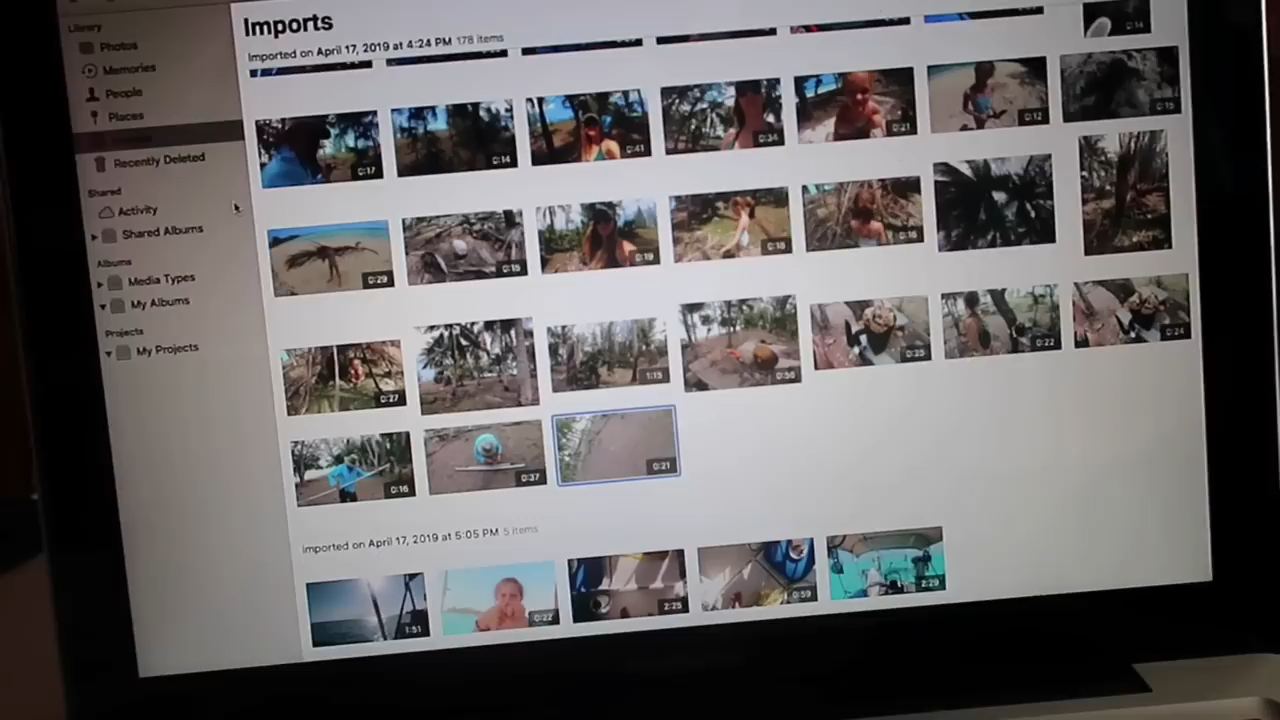 Library
Photos
Memories
People
Places
Recently Deleted
Shared
Activity
Shared Albums
Albums
Media Types
My Albums
Projects
My Projects
Imports
Imported on April 17, 2019 at 4:24 PM 178 items
0:14
0:17 0:14 0:41 0:34 0:21 0:12 0:15
0:29 0:15 0:19 0:18 0:16
0:27 1:15 0:56 0:25 0:22 0:24
0:16 0:37 0:21
Imported on April 17, 2019 at 5:05 PM 5 items
1:51 0:22 2:25 0:59 2:29